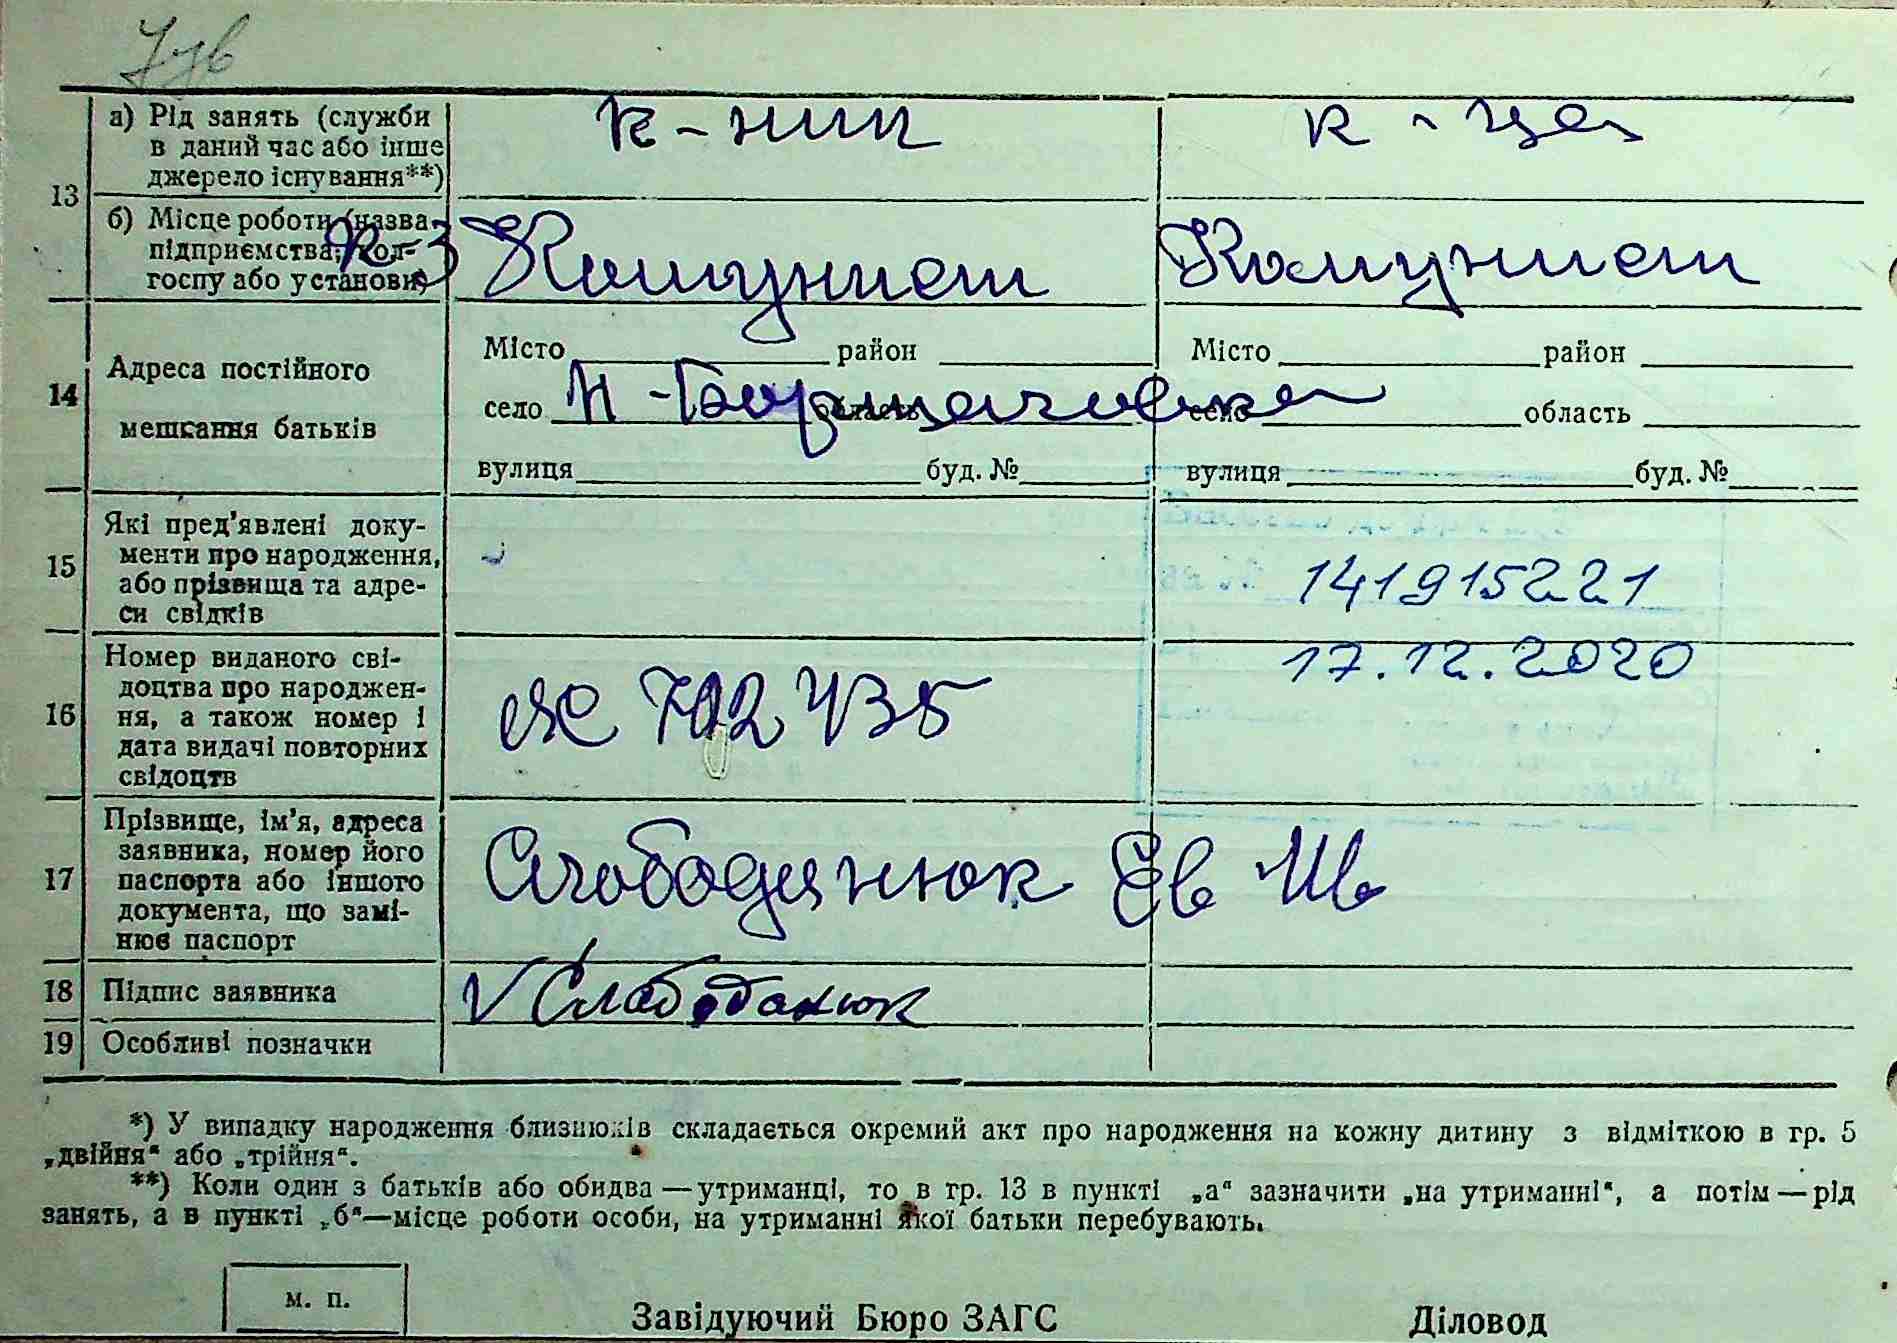 13 а) Рід занять (служби в даний час або інше джерело існування**) к-ник к-ця
б) Місце роботи (назва підприємства, колгоспу або установи) к-з Комунист Комунист
14 Адреса постійного мешкання батьків
Місто район Місто район
село Н-Борщаговка область село область
вулиця буд. № вулиця буд. №
15 Які пред'явлені документи про народження, або прізвища та адреси свідків 141915221
17.12.2020
16 Номер виданого свідоцтва про народження, а також номер і дата видачі повторних свідоцтв
17 Прізвище, ім'я, адреса заявника, номер його паспорта або іншого документа, що замінює паспорт Слободинюк Ев Ив
18 Підпис заявника Слабоданюк
19 Особливі позначки
*) У випадку народження близнюків складається окремий акт про народження на кожну дитину з відміткою в гр. 5
„двійня“ або „трійня“.
**) Коли один з батьків або обидва — утриманці, то в гр. 13 в пункті „а“ зазначити „на утриманні“, а потім — рід
занять, а в пункті „б“—місце роботи особи, на утриманні якої батьки перебувають.
м. п.
Завідуючий Бюро ЗАГС Діловод